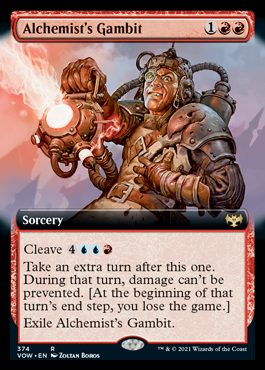 Alchemist's Gambit 1
Sorcery
Cleave 4
Take an extra turn after this one.
During that turn, damage can't be
prevented. [At the beginning of
that turn's end step, you lose the game.]
Exile Alchemist's Gambit.
374 R
VOW • EN Zoltan Boros ™ & © 2021 Wizards of the Coast